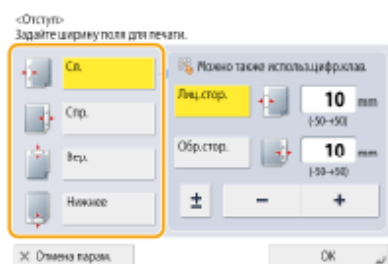 <Отступ>
Задайте ширину поля для печати.
Сл.
Спр.
Вер.
Нижнее
Можно также использ.цифр.клав.
Лиц.стор.
10 mm
(-50~+50)
Обр.стор.
10 mm
(-50~+50)
± − +
× Отмена парам.
OK